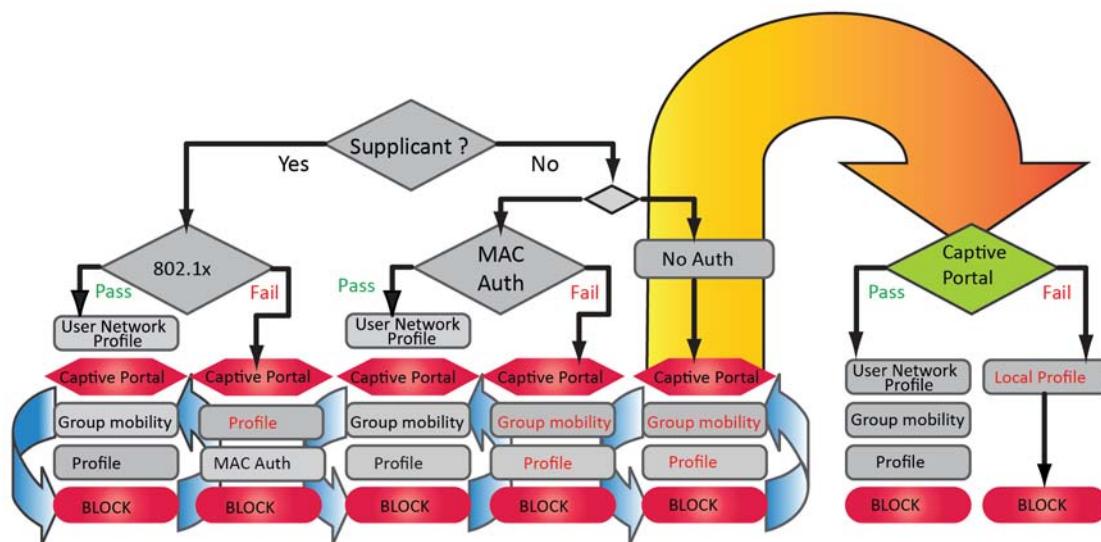 Supplicant ?
Yes
No
802.1x
MAC
Auth
No Auth
Captive
Portal
Pass
Fail
Pass
Fail
Pass
Fail
User Network
Profile
User Network
Profile
User Network
Profile
Local Profile
Captive Portal
Captive Portal
Captive Portal
Captive Portal
Captive Portal
Group mobility
Profile
Group mobility
Group mobility
Group mobility
Group mobility
Profile
MAC Auth
Profile
Profile
Profile
Profile
BLOCK
BLOCK
BLOCK
BLOCK
BLOCK
BLOCK
BLOCK